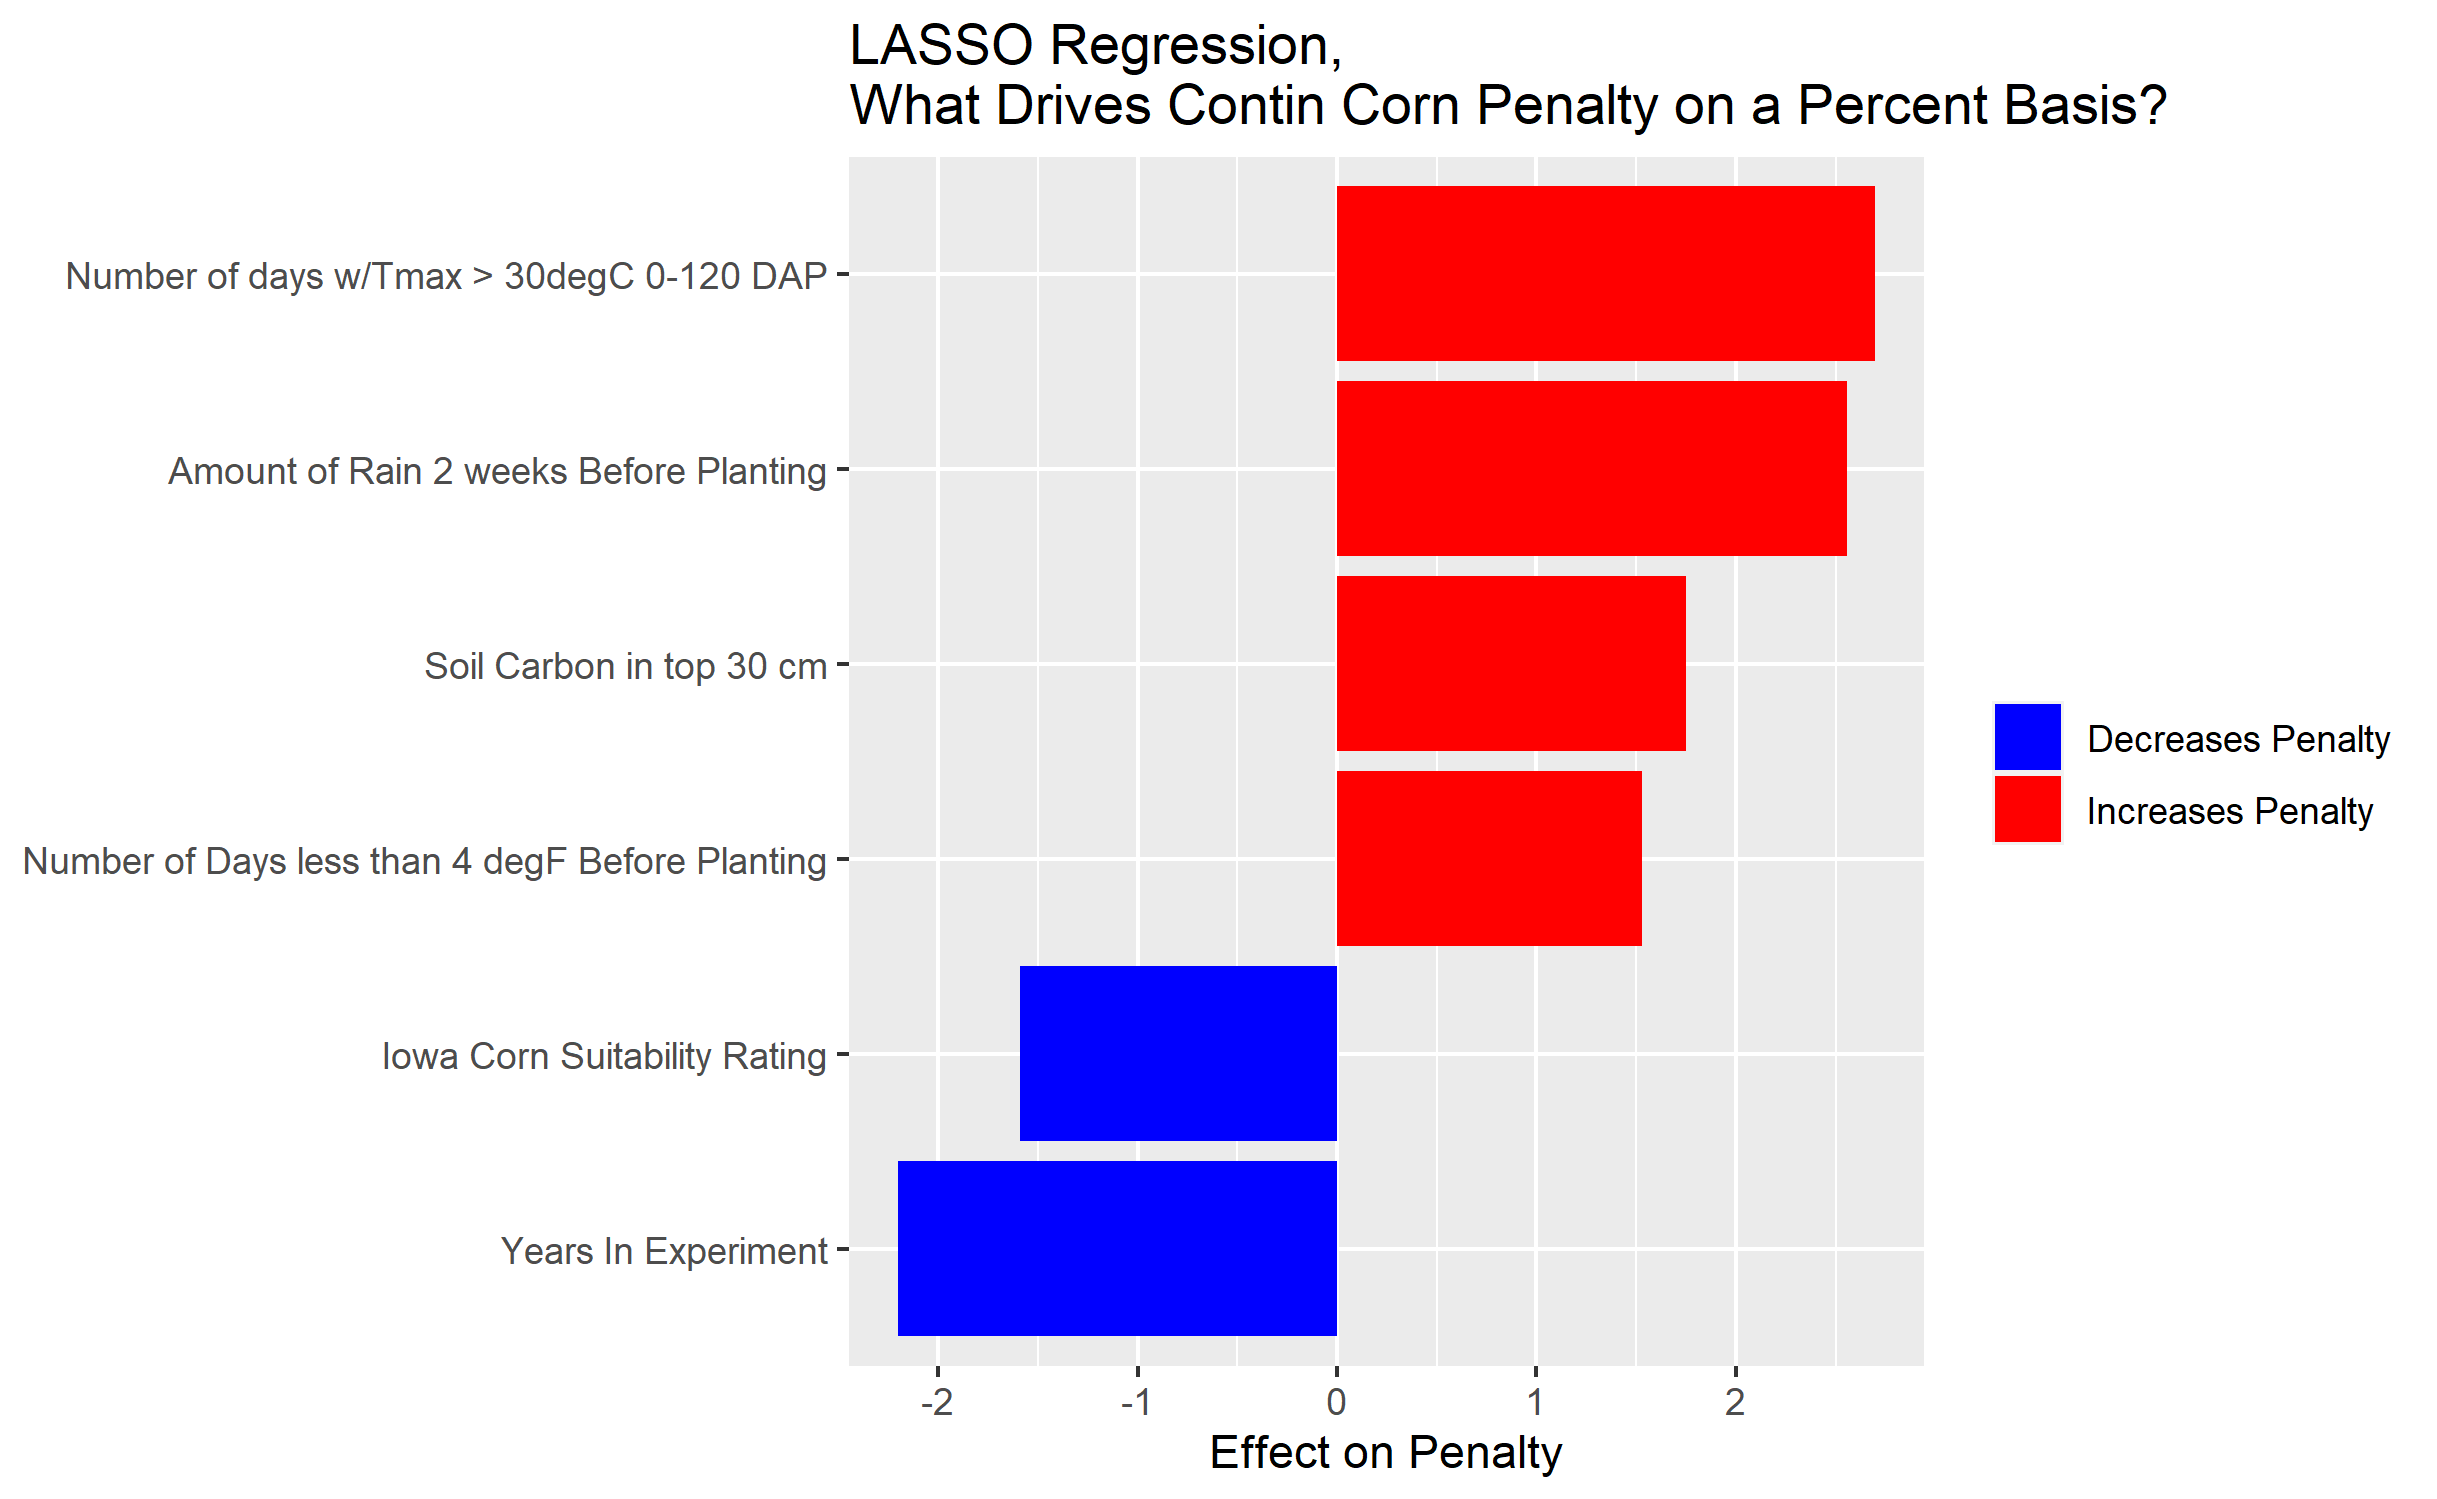 LASSO Regression,
What Drives Contin Corn Penalty on a Percent Basis?
Number of days w/Tmax > 30degC 0-120 DAP
Amount of Rain 2 weeks Before Planting
Soil Carbon in top 30 cm
Number of Days less than 4 degF Before Planting
Iowa Corn Suitability Rating
Years In Experiment
-2 -1 0 1 2
Effect on Penalty
Decreases Penalty
Increases Penalty